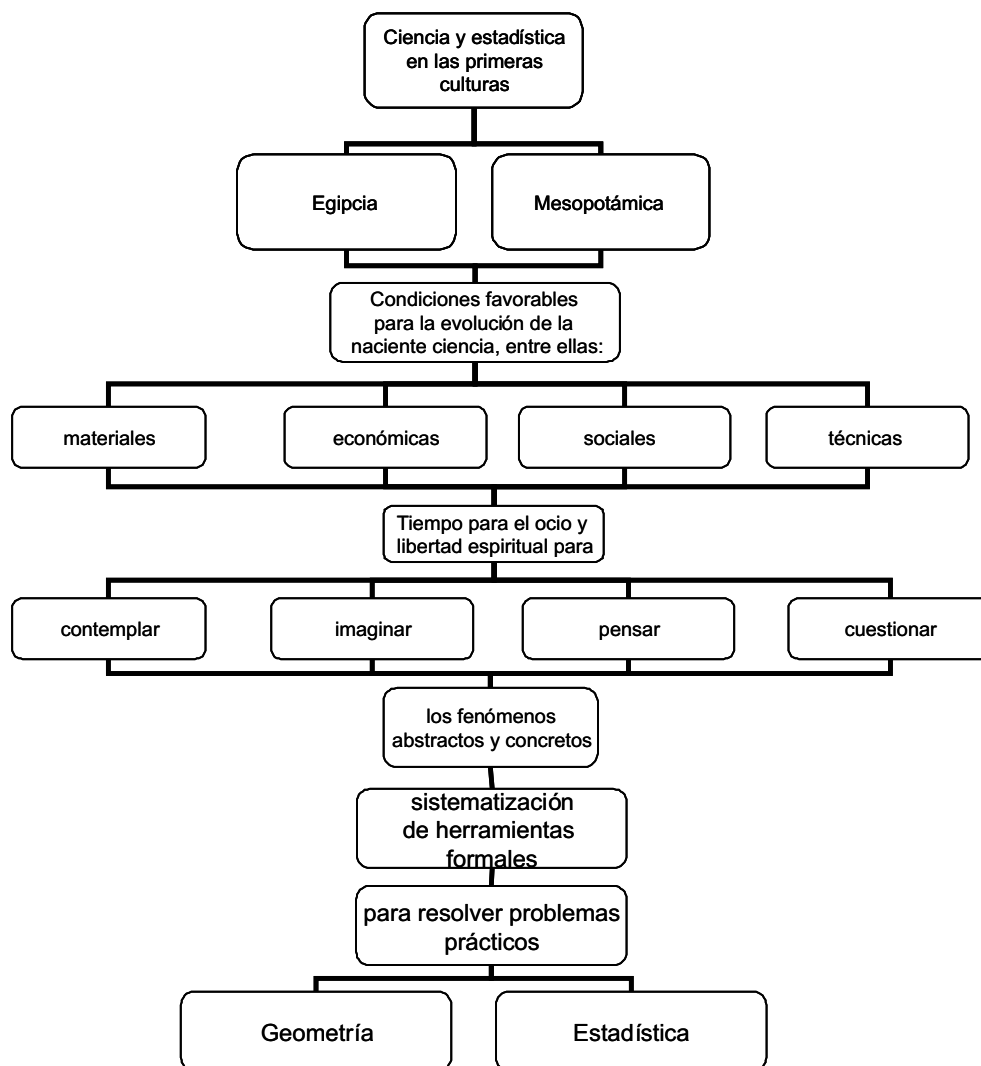 Ciencia y estadística
en las primeras
culturas
Egipcia
Mesopotámica
Condiciones favorables
para la evolución de la
naciente ciencia, entre ellas:
materiales
económicas
sociales
técnicas
Tiempo para el ocio y
libertad espiritual para
contemplar
imaginar
pensar
cuestionar
los fenómenos
abstractos y concretos
sistematización
de herramientas
formales
para resolver problemas
prácticos
Geometría
Estadística